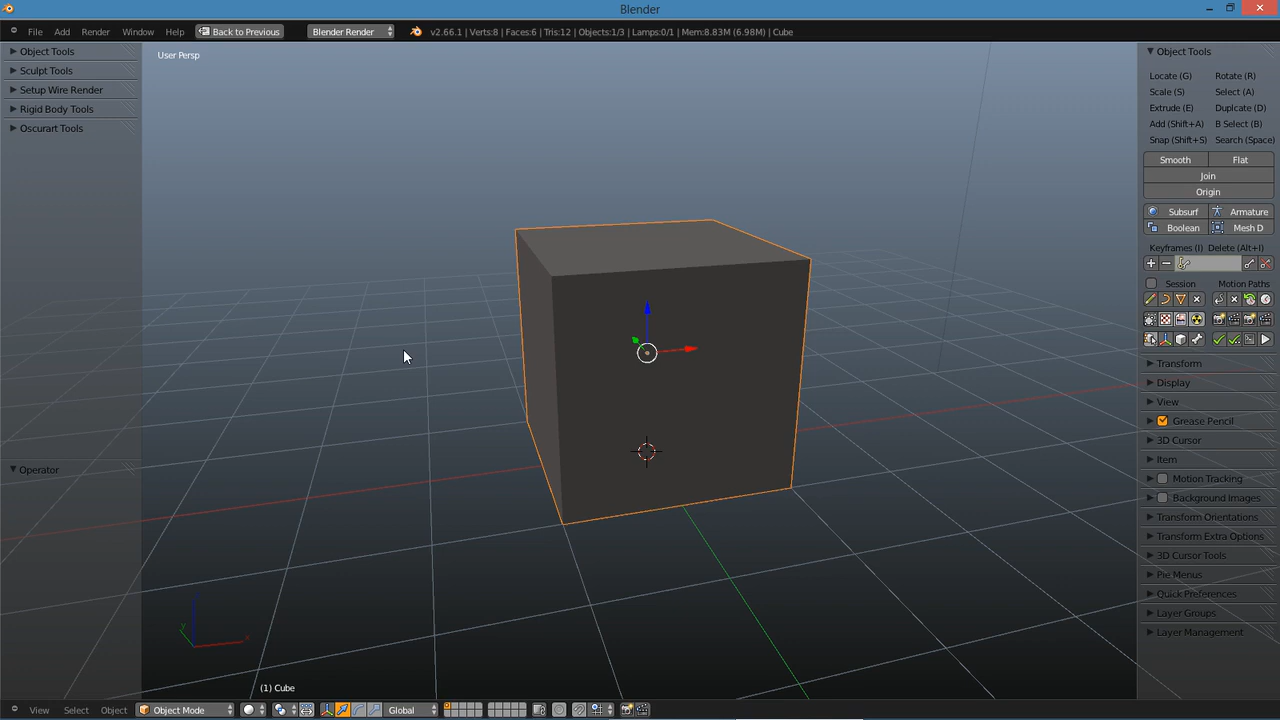 Blender
File Add Render Window Help Back to Previous Blender Render v2.66.1 | Verts:8 | Faces:6 | Tris:12 | Objects:1/3 | Lamps:0/1 | Mem:8.83M (6.98M) | Cube
Object Tools
Sculpt Tools
Setup Wire Render
Rigid Body Tools
Oscurart Tools
Operator
User Persp
(1) Cube
Object Tools
Locate (G) Rotate (R)
Scale (S) Select (A)
Extrude (E) Duplcate (D)
Add (Shift+A) B Select (B)
Snap (Shift+S) Search (Space)
Smooth Flat
Join
Origin
Subsurf Armature
Boolean Mesh D
Keyframes (I) Delete (Alt+I)
Session Motion Paths
Transform
Display
View
Grease Pencil
3D Cursor
Item
Motion Tracking
Background Images
Transform Orientations
Transform Extra Options
3D Cursor Tools
Pie Menus
Quick Preferences
Layer Groups
Layer Management
View Select Object Object Mode Global